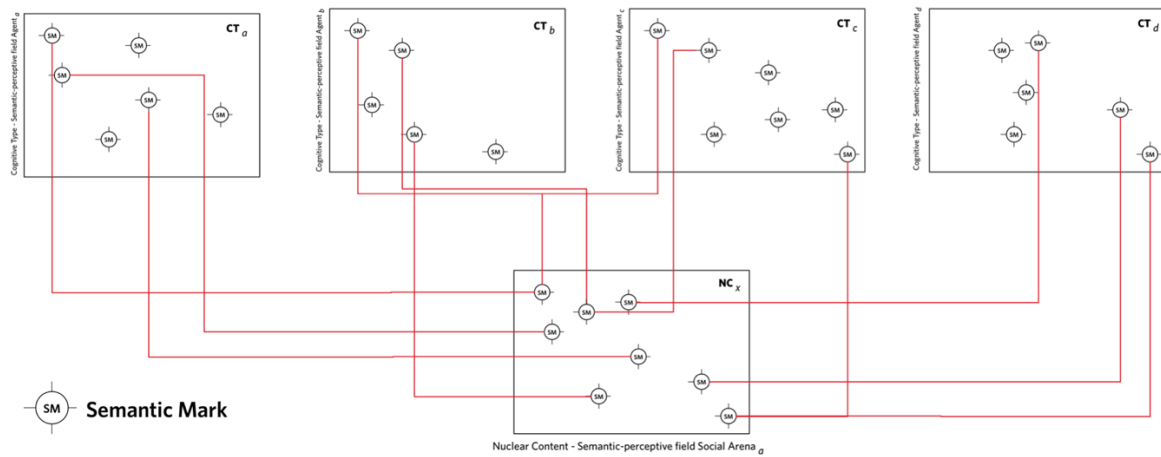 Cognitive Type - Semantic-perceptive field Agent a
CT a
SM
SM
SM
SM
SM
SM
Cognitive Type - Semantic-perceptive field Agent b
CT b
SM
SM
SM
SM
SM
Cognitive Type - Semantic-perceptive field Agent c
CT c
SM
SM
SM
SM
SM
SM
SM
Cognitive Type - Semantic-perceptive field Agent d
CT d
SM
SM
SM
SM
SM
SM
NC x
SM
SM
SM
SM
SM
SM
SM
SM
SM Semantic Mark
Nuclear Content - Semantic-perceptive field Social Arena a